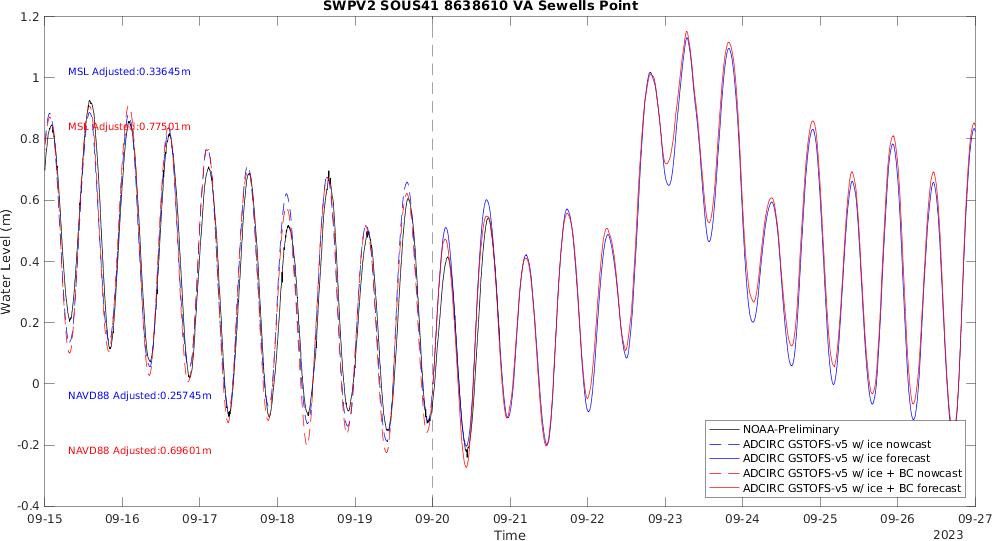 SWPV2 SOUS41 8638610 VA Sewells Point
Water Level (m)
1.2
1
0.8
0.6
0.4
0.2
0
-0.2
-0.4
MSL Adjusted:0.33645m
MSL Adjusted:0.77501m
NAVD88 Adjusted:0.25745m
NAVD88 Adjusted:0.69601m
NOAA-Preliminary
ADCIRC GSTOFS-v5 w/ ice nowcast
ADCIRC GSTOFS-v5 w/ ice forecast
ADCIRC GSTOFS-v5 w/ ice + BC nowcast
ADCIRC GSTOFS-v5 w/ ice + BC forecast
09-15 09-16 09-17 09-18 09-19 09-20 09-21 09-22 09-23 09-24 09-25 09-26 09-27
Time
2023